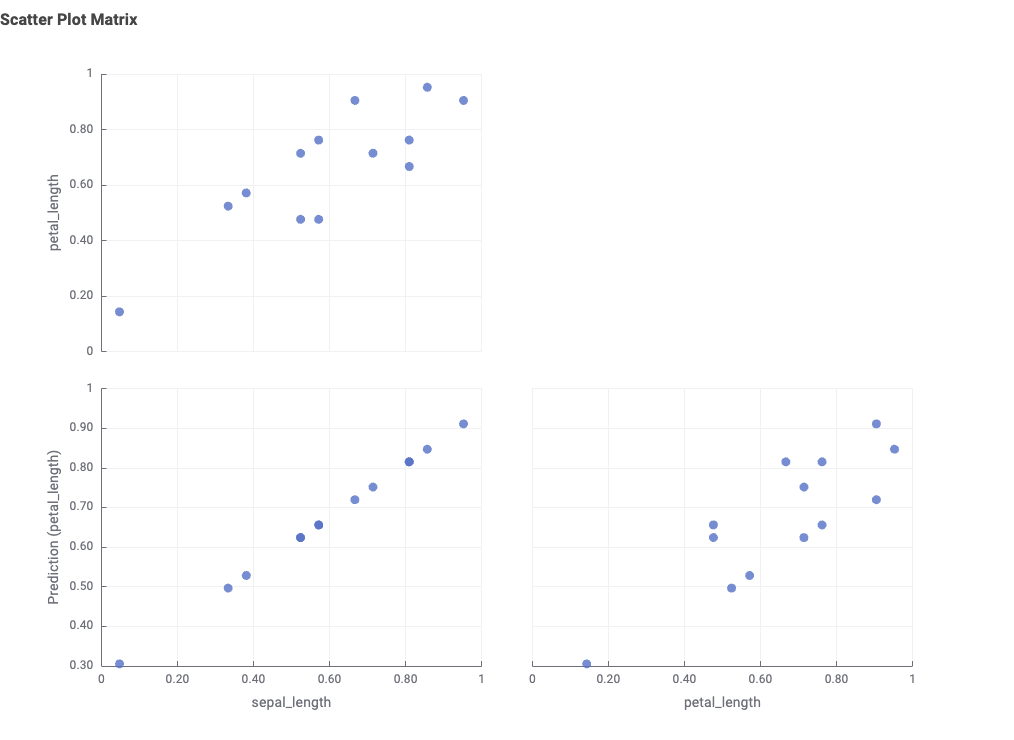 Scatter Plot Matrix
1
0.80
0.60
0.40
0.20
0
petal_length
1
0.90
0.80
0.70
0.60
0.50
0.40
0.30
Prediction (petal_length)
0 0.20 0.40 0.60 0.80 1
sepal_length
0 0.20 0.40 0.60 0.80 1
petal_length